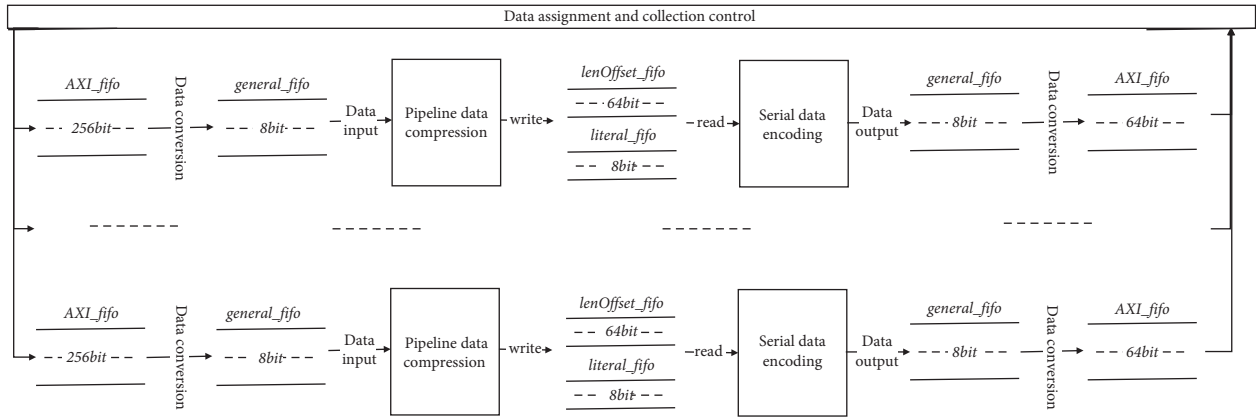 Data assignment and collection control
AXI_fifo
256bit
Data conversion
general_fifo
8bit
Data
input
Pipeline data
compression
write
lenOffset_fifo
64bit
literal_fifo
8bit
read
Serial data
encoding
Data
output
general_fifo
8bit
Data conversion
AXI_fifo
64bit
AXI_fifo
256bit
Data conversion
general_fifo
8bit
Data
input
Pipeline data
compression
write
lenOffset_fifo
64bit
literal_fifo
8bit
read
Serial data
encoding
Data
output
general_fifo
8bit
Data conversion
AXI_fifo
64bit